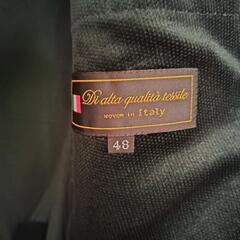 Di alta qualità tessile
woven in Italy
48